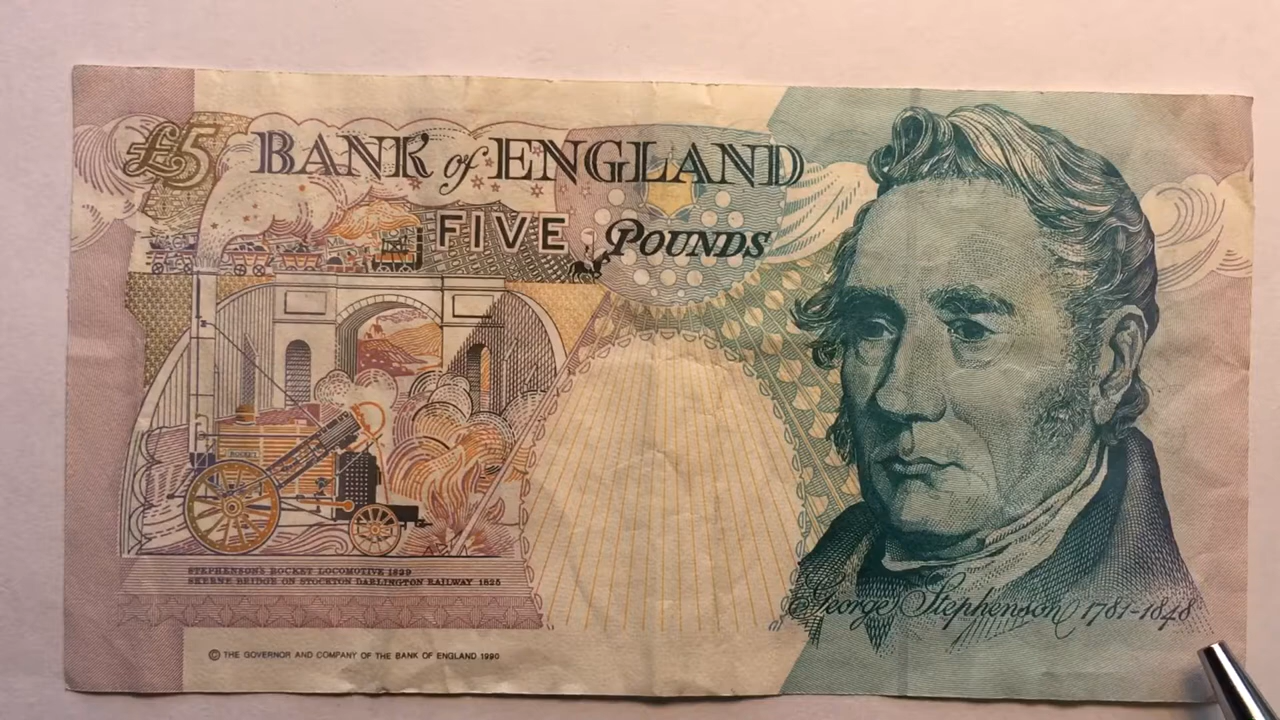 £5 BANK of ENGLAND
FIVE POUNDS
ROCKET
STEPHENSON'S ROCKET LOCOMOTIVE 1829
SKERNE BRIDGE ON STOCKTON DARLINGTON RAILWAY 1825
George Stephenson 1781-1848
© THE GOVERNOR AND COMPANY OF THE BANK OF ENGLAND 1990